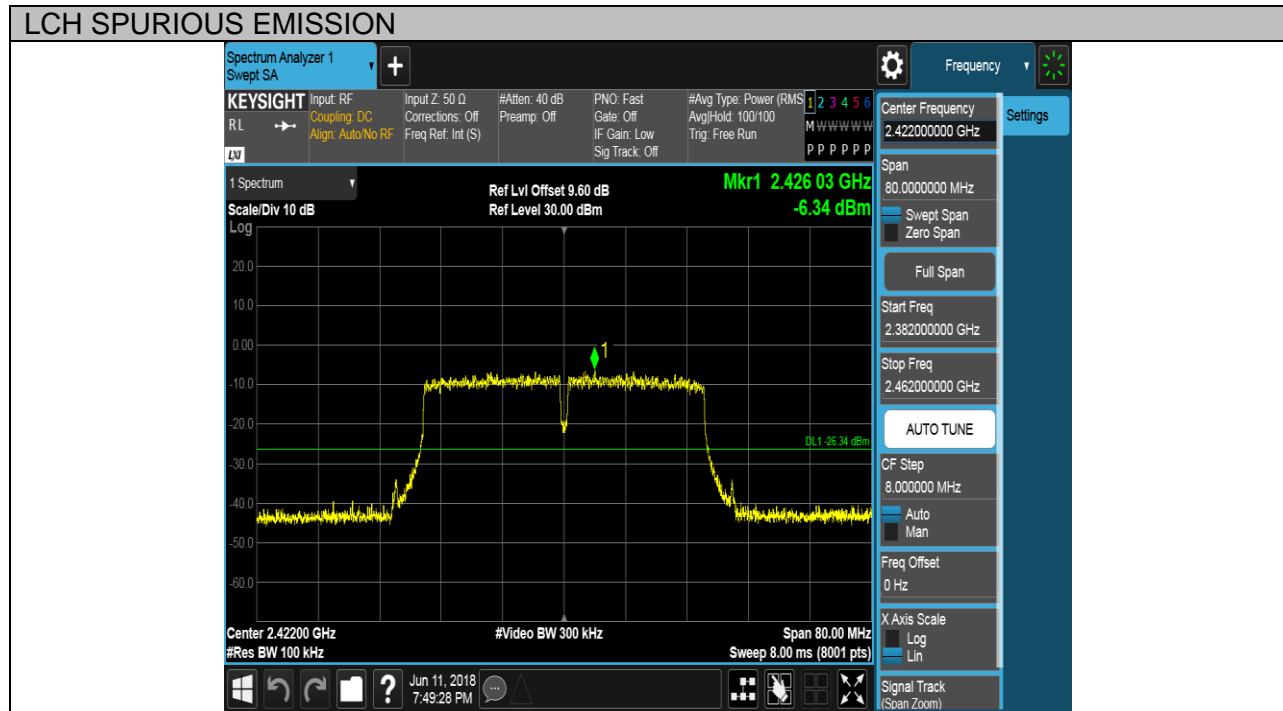 LCH SPURIOUS EMISSION
Spectrum Analyzer 1
Swept SA
Frequency
KEYSIGHT
RL
LXI
Input: RF
Coupling: DC
Align: Auto/No RF
Input Z: 50 Ω
Corrections: Off
Freq Ref: Int (S)
#Atten: 40 dB
Preamp: Off
PNO: Fast
Gate: Off
IF Gain: Low
Sig Track: Off
#Avg Type: Power (RMS
Avg|Hold: 100/100
Trig: Free Run
1 2 3 4 5 6
M W W W W W
P P P P P P
1 Spectrum
Scale/Div 10 dB
Ref Lvl Offset 9.60 dB
Ref Level 30.00 dBm
Mkr1 2.426 03 GHz
-6.34 dBm
Log
20.0
10.0
0.00
-10.0
-20.0
-30.0
-40.0
-50.0
-60.0
1
DL1 -26.34 dBm
Center 2.42200 GHz
#Res BW 100 kHz
#Video BW 300 kHz
Span 80.00 MHz
Sweep 8.00 ms (8001 pts)
Center Frequency
2.422000000 GHz
Span
80.0000000 MHz
Swept Span
Zero Span
Full Span
Start Freq
2.382000000 GHz
Stop Freq
2.462000000 GHz
AUTO TUNE
CF Step
8.000000 MHz
Auto
Man
Freq Offset
0 Hz
X Axis Scale
Log
Lin
Signal Track
(Span Zoom)
Settings
?
Jun 11, 2018
7:49:28 PM